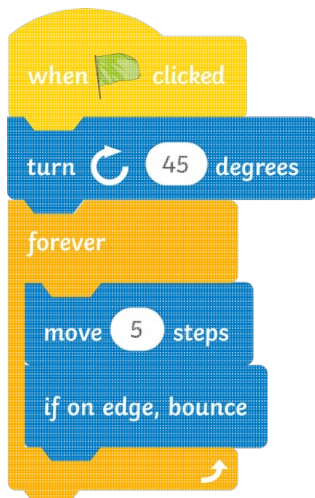 when clicked
turn 45 degrees
forever
move 5 steps
if on edge, bounce